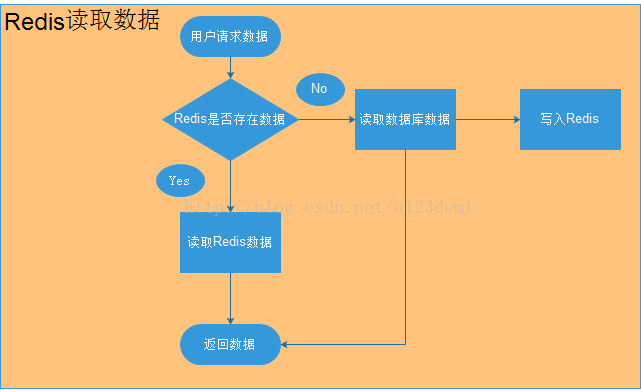 Redis读取数据
用户请求数据
No
Redis是否存在数据
读取数据库数据
写入Redis
Yes
http://blog.csdn.net/a123demi
读取Redis数据
返回数据